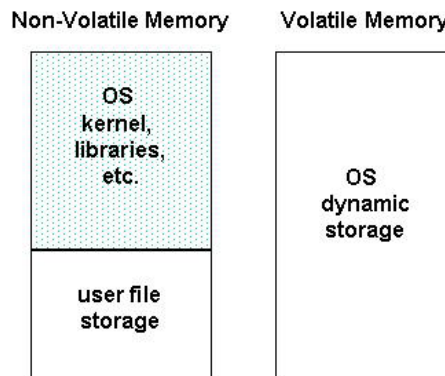 Non-Volatile Memory
OS
kernel,
libraries,
etc.
user file
storage
Volatile Memory
OS
dynamic
storage